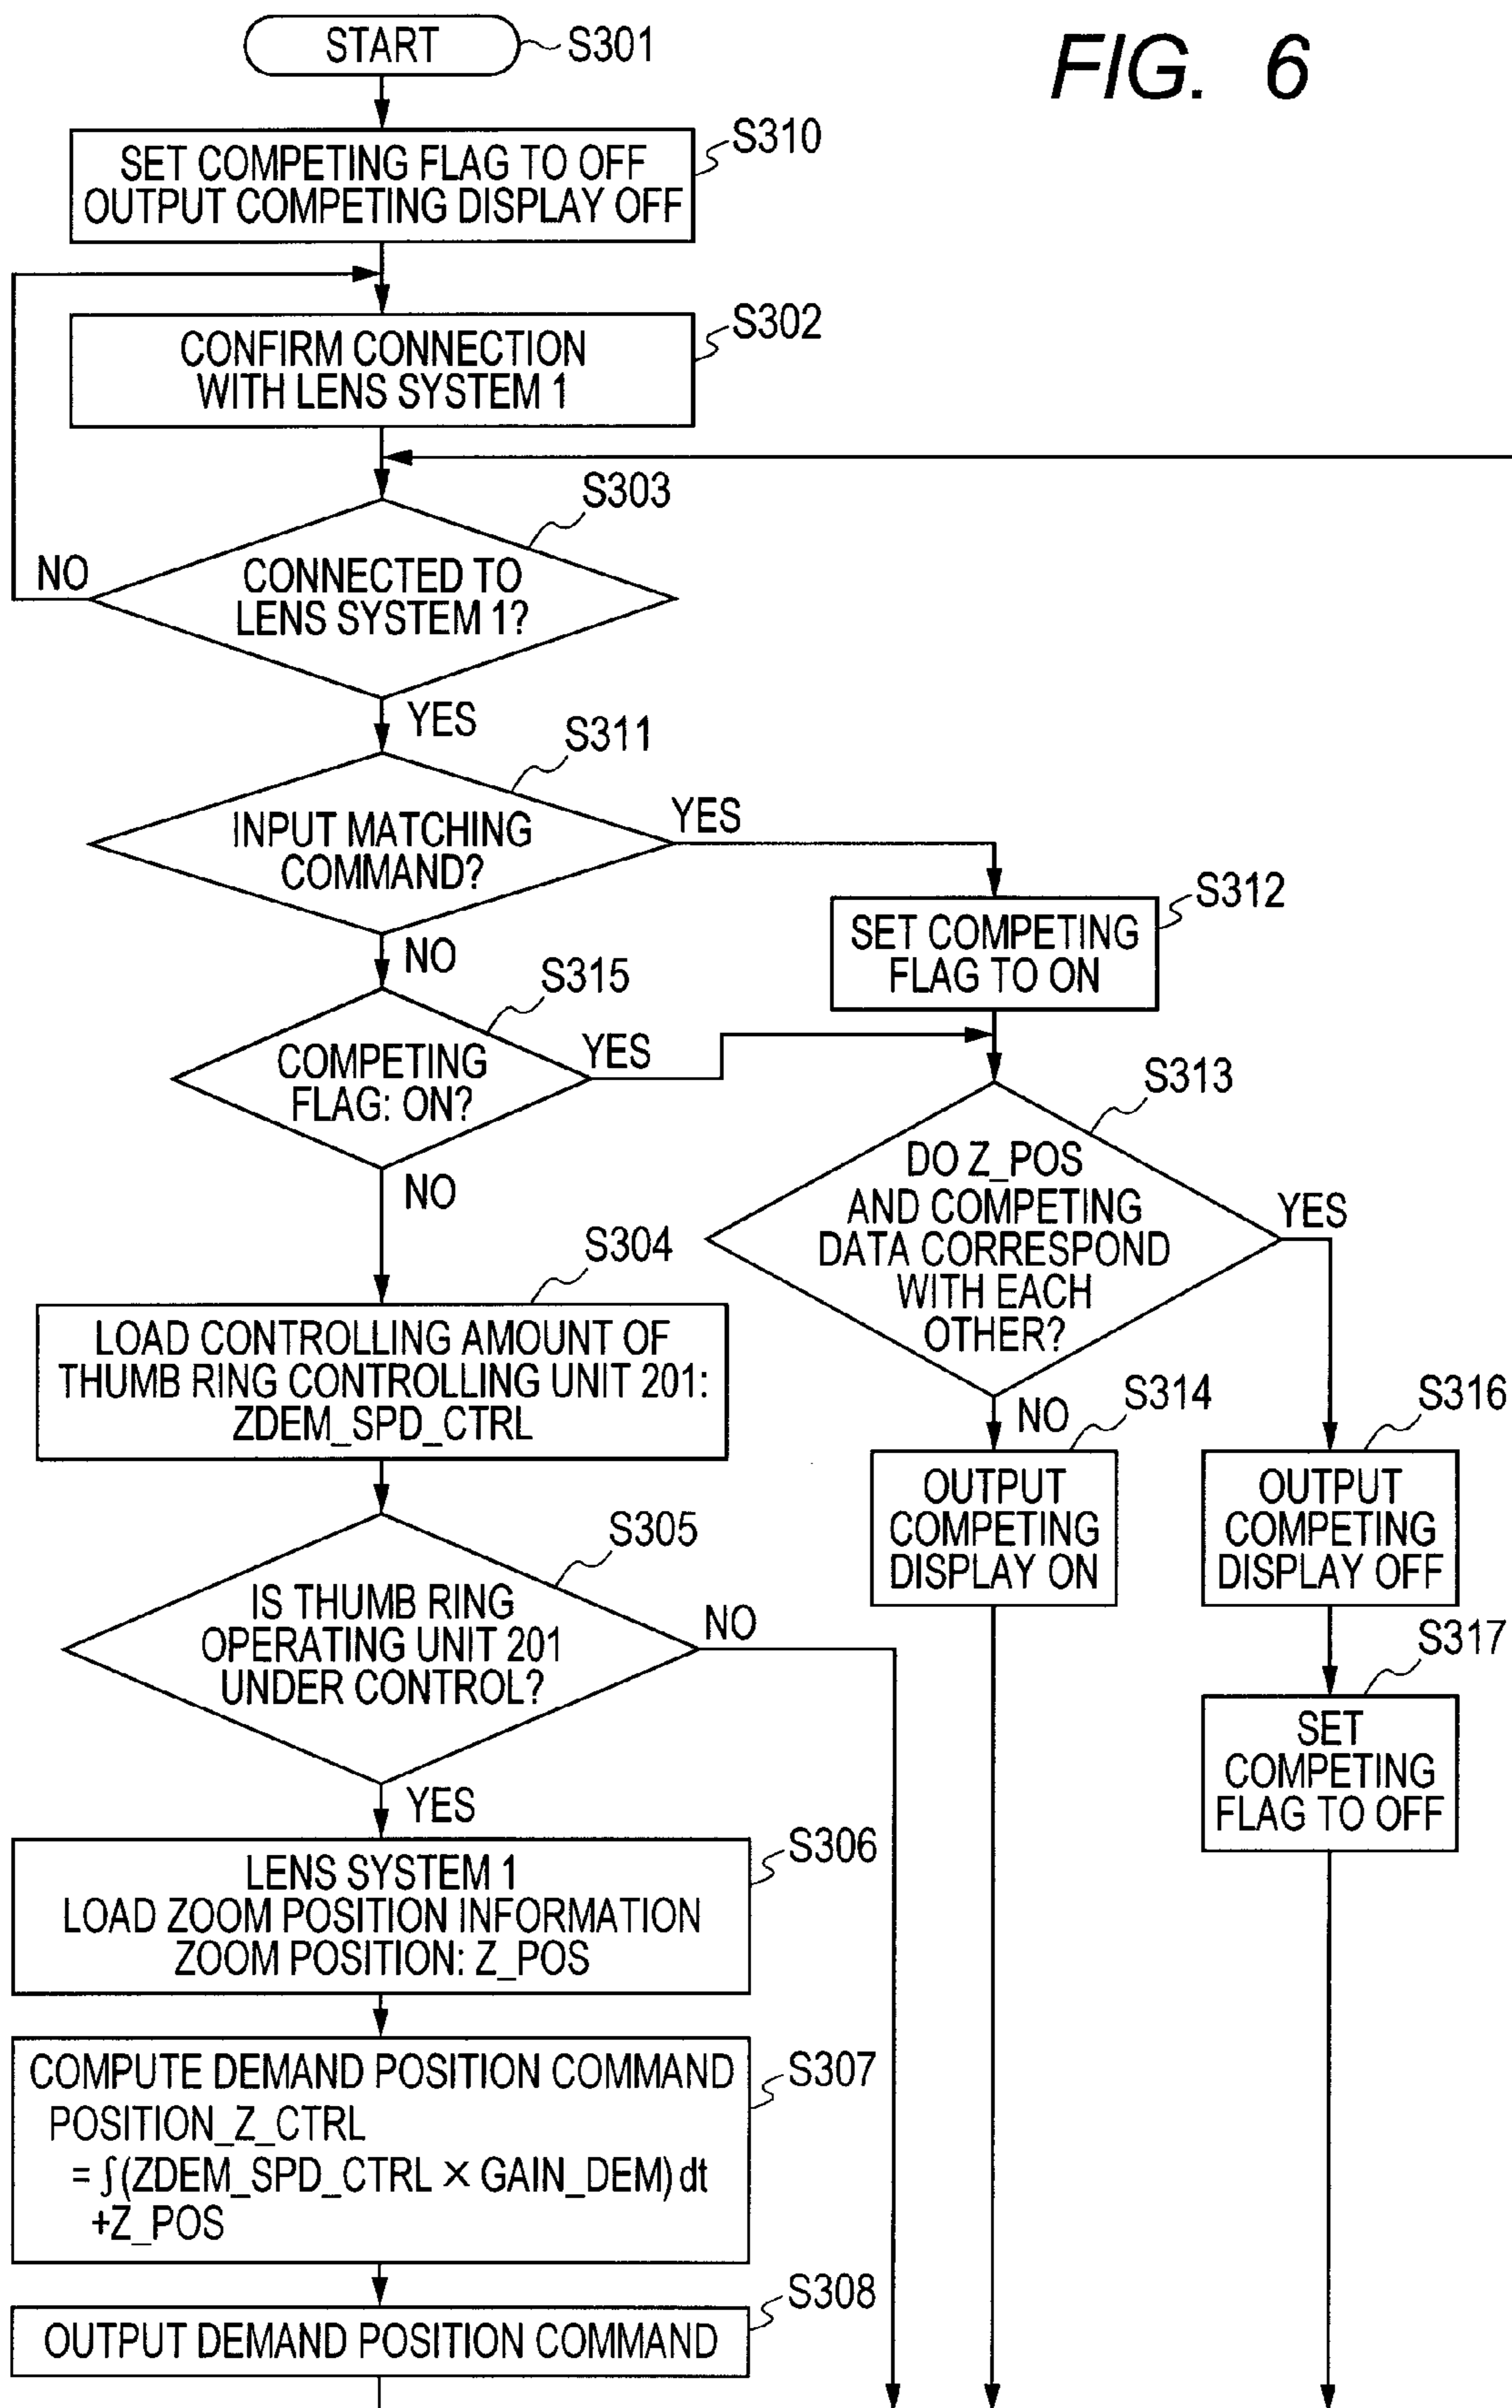 FIG. 6
START
S301
S310
SET COMPETING FLAG TO OFF
OUTPUT COMPETING DISPLAY OFF
S302
CONFIRM CONNECTION
WITH LENS SYSTEM 1
S303
CONNECTED TO
LENS SYSTEM 1?
NO
YES
S311
INPUT MATCHING
COMMAND?
YES
NO
S312
SET COMPETING
FLAG TO ON
S315
COMPETING
FLAG: ON?
YES
NO
S313
DO Z_POS
AND COMPETING
DATA CORRESPOND
WITH EACH
OTHER?
YES
NO
S304
LOAD CONTROLLING AMOUNT OF
THUMB RING CONTROLLING UNIT 201:
ZDEM_SPD_CTRL
S314
OUTPUT
COMPETING
DISPLAY ON
S316
OUTPUT
COMPETING
DISPLAY OFF
S305
IS THUMB RING
OPERATING UNIT 201
UNDER CONTROL?
NO
YES
S317
SET
COMPETING
FLAG TO OFF
S306
LENS SYSTEM 1
LOAD ZOOM POSITION INFORMATION
ZOOM POSITION: Z_POS
S307
COMPUTE DEMAND POSITION COMMAND
POSITION_Z_CTRL
= ∫(ZDEM_SPD_CTRL × GAIN_DEM) dt
+Z_POS
S308
OUTPUT DEMAND POSITION COMMAND